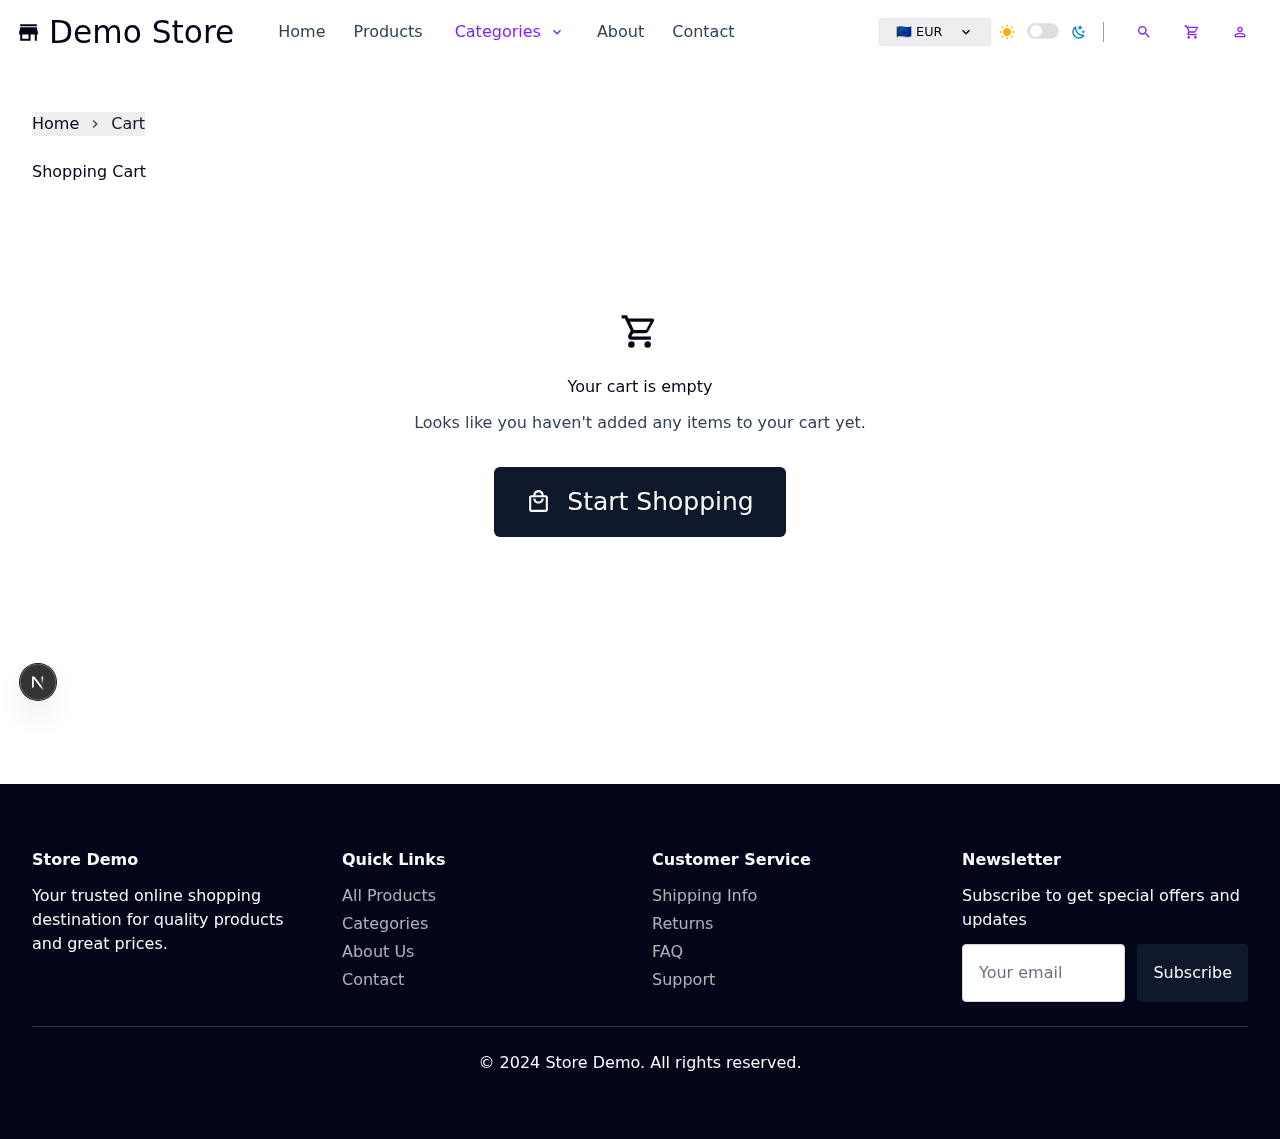 Demo Store
Home
Products
Categories
About
Contact
EUR
Home
Cart
Shopping Cart
Your cart is empty
Looks like you haven't added any items to your cart yet.
Start Shopping
N
Store Demo
Your trusted online shopping
destination for quality products
and great prices.
Quick Links
All Products
Categories
About Us
Contact
Customer Service
Shipping Info
Returns
FAQ
Support
Newsletter
Subscribe to get special offers and
updates
Your email
Subscribe
© 2024 Store Demo. All rights reserved.